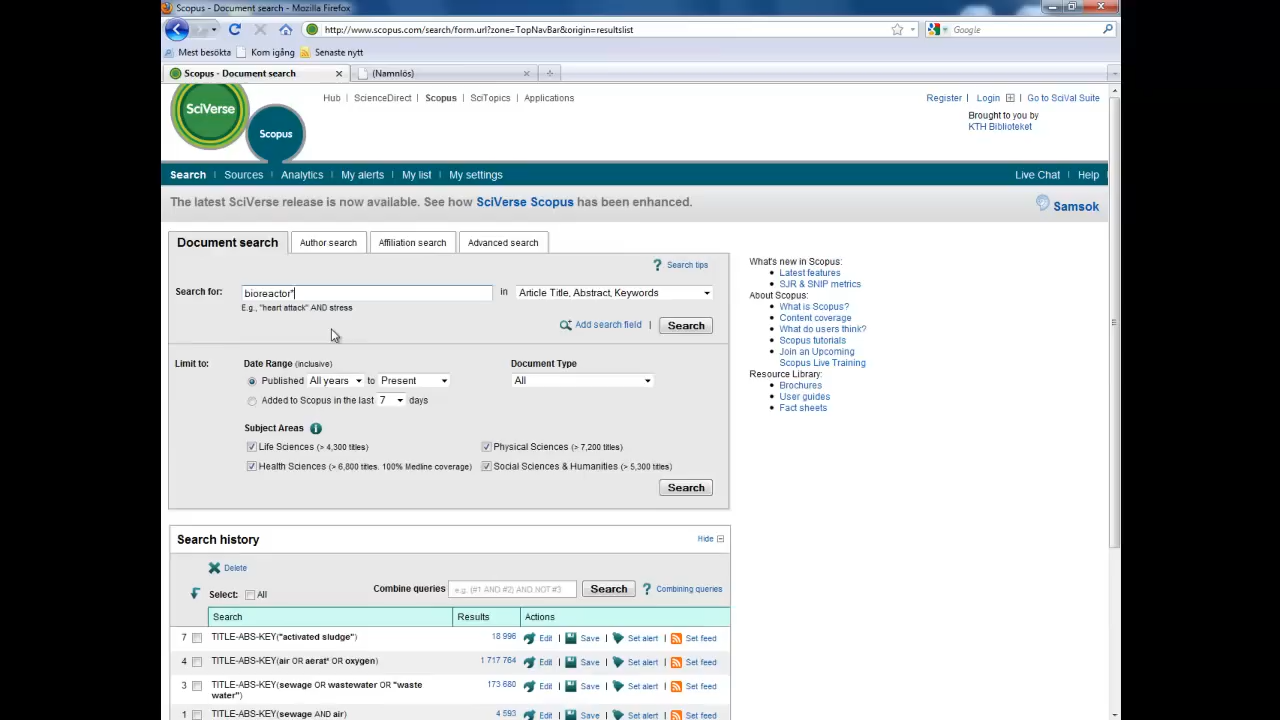 Scopus - Document search - Mozilla Firefox
http://www.scopus.com/search/form.url?zone=TopNavBar&origin=resultslist
Google
Mest besökta Kom igång Senaste nytt
Scopus - Document search (Namnlös)
SciVerse Hub | ScienceDirect | Scopus | SciTopics | Applications Register | Login | Go to SciVal Suite
Scopus
Brought to you by
KTH Biblioteket
Search | Sources | Analytics | My alerts | My list | My settings Live Chat | Help
The latest SciVerse release is now available. See how SciVerse Scopus has been enhanced. Samsok
Document search Author search Affiliation search Advanced search
? Search tips
Search for: bioreactor* in Article Title, Abstract, Keywords
E.g., "heart attack" AND stress
Add search field | Search
Limit to: Date Range (inclusive) Document Type
Published All years to Present All
Added to Scopus in the last 7 days
Subject Areas i
Life Sciences (> 4,300 titles) Physical Sciences (> 7,200 titles)
Health Sciences (> 6,800 titles. 100% Medline coverage) Social Sciences & Humanities (> 5,300 titles)
Search
What's new in Scopus:
Latest features
SJR & SNIP metrics
About Scopus:
What is Scopus?
Content coverage
What do users think?
Scopus tutorials
Join an Upcoming
Scopus Live Training
Resource Library:
Brochures
User guides
Fact sheets
Search history Hide
Delete
Select: All Combine queries e.g. (#1 AND #2) AND NOT #3 Search ? Combining queries
Search Results Actions
7 TITLE-ABS-KEY("activated sludge") 18 996 Edit | Save | Set alert | Set feed
4 TITLE-ABS-KEY(air OR aerat* OR oxygen) 1 717 764 Edit | Save | Set alert | Set feed
3 TITLE-ABS-KEY(sewage OR wastewater OR "waste 173 680 Edit | Save | Set alert | Set feed
water")
1 TITLE-ABS-KEY(sewage AND air) 4 593 Edit | Save | Set alert | Set feed